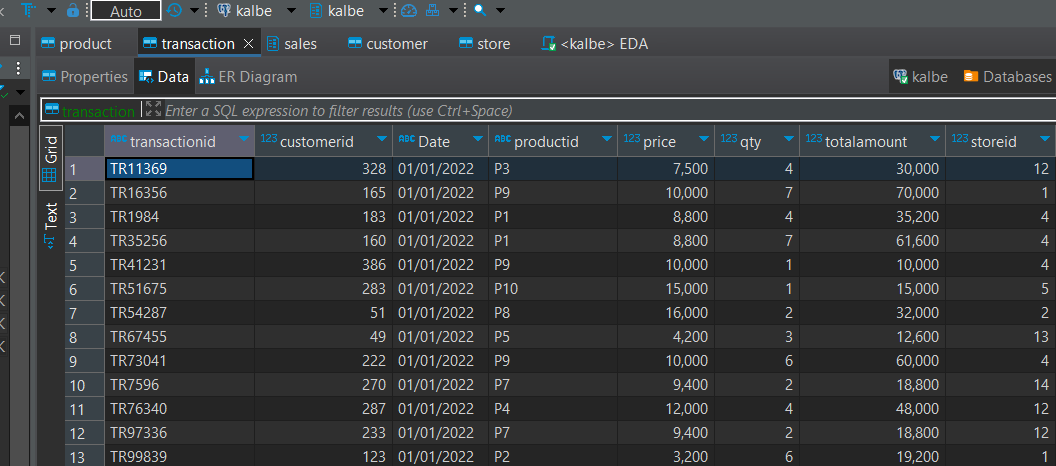 Auto kalbe kalbe
product transaction sales customer store <kalbe> EDA
Properties Data ER Diagram kalbe Databases
transaction Enter a SQL expression to filter results (use Ctrl+Space)
Grid
Text
ABC transactionid 123 customerid ABC Date ABC productid 123 price 123 qty 123 totalamount 123 storeid
1 TR11369 328 01/01/2022 P3 7,500 4 30,000 12
2 TR16356 165 01/01/2022 P9 10,000 7 70,000 1
3 TR1984 183 01/01/2022 P1 8,800 4 35,200 4
4 TR35256 160 01/01/2022 P1 8,800 7 61,600 4
5 TR41231 386 01/01/2022 P9 10,000 1 10,000 4
6 TR51675 283 01/01/2022 P10 15,000 1 15,000 5
7 TR54287 51 01/01/2022 P8 16,000 2 32,000 2
8 TR67455 49 01/01/2022 P5 4,200 3 12,600 13
9 TR73041 222 01/01/2022 P9 10,000 6 60,000 4
10 TR7596 270 01/01/2022 P7 9,400 2 18,800 14
11 TR76340 287 01/01/2022 P4 12,000 4 48,000 12
12 TR97336 233 01/01/2022 P7 9,400 2 18,800 12
13 TR99839 123 01/01/2022 P2 3,200 6 19,200 1